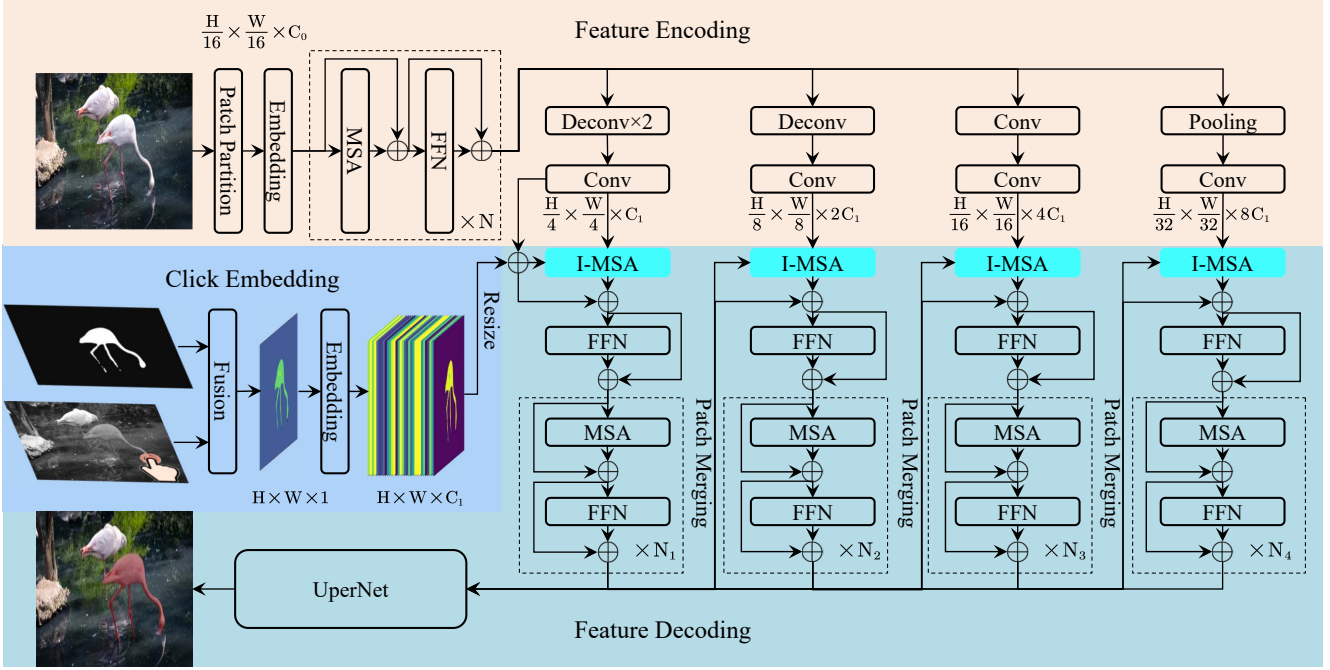 Feature Encoding
H/16 × W/16 × C₀
Patch Partition
Embedding
MSA
FFN
× N
Deconv×2
Deconv
Conv
Pooling
Conv
Conv
Conv
Conv
H/4 × W/4 × C₁
H/8 × W/8 × 2C₁
H/16 × W/16 × 4C₁
H/32 × W/32 × 8C₁
I-MSA
I-MSA
I-MSA
I-MSA
Click Embedding
Fusion
Embedding
Resize
H × W × 1
H × W × C₁
FFN
FFN
FFN
FFN
MSA
MSA
MSA
MSA
FFN
FFN
FFN
FFN
× N₁
× N₂
× N₃
× N₄
Patch Merging
Patch Merging
Patch Merging
UperNet
Feature Decoding